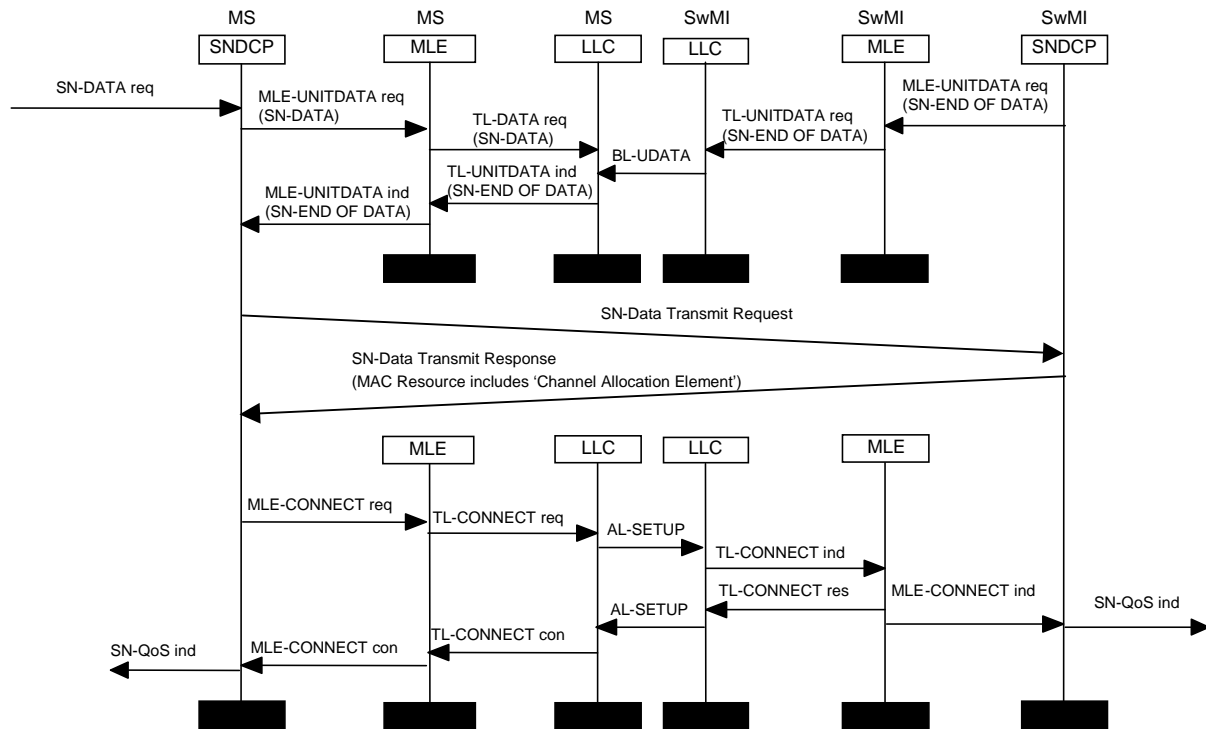 MS MS MS SwMI SwMI SwMI
SNDCP MLE LLC LLC MLE SNDCP
SN-DATA req
MLE-UNITDATA req
(SN-DATA)
TL-DATA req
(SN-DATA)
TL-UNITDATA req
(SN-END OF DATA)
MLE-UNITDATA req
(SN-END OF DATA)
BL-UDATA
TL-UNITDATA ind
(SN-END OF DATA)
MLE-UNITDATA ind
(SN-END OF DATA)
SN-Data Transmit Request
SN-Data Transmit Response
(MAC Resource includes ‘Channel Allocation Element’)
MLE LLC LLC MLE
MLE-CONNECT req
TL-CONNECT req
AL-SETUP
TL-CONNECT ind
TL-CONNECT res
MLE-CONNECT ind
SN-QoS ind
AL-SETUP
TL-CONNECT con
MLE-CONNECT con
SN-QoS ind